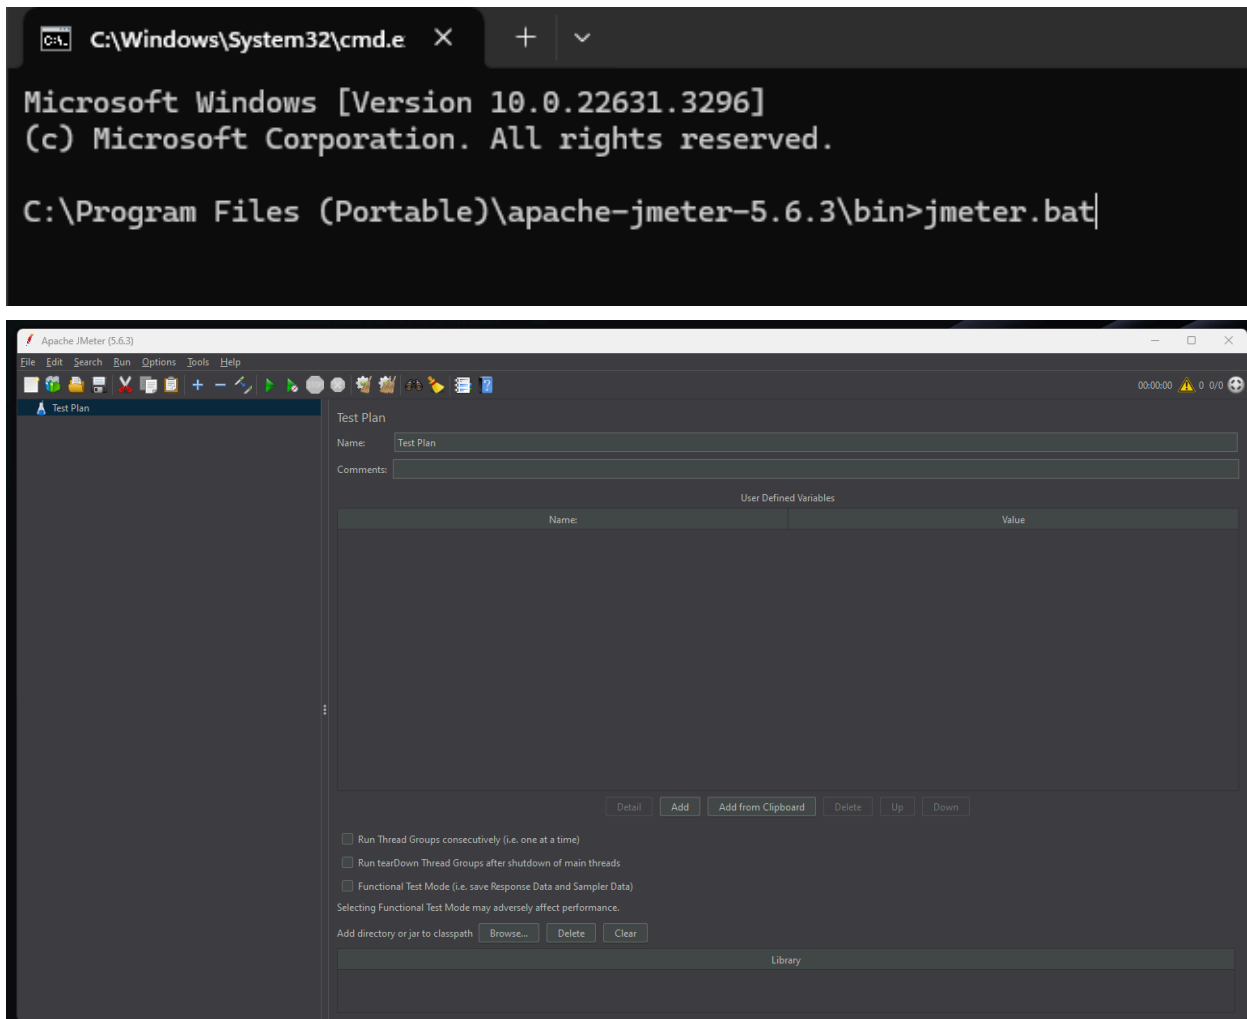 C:\Windows\System32\cmd.e
Microsoft Windows [Version 10.0.22631.3296]
(c) Microsoft Corporation. All rights reserved.
C:\Program Files (Portable)\apache-jmeter-5.6.3\bin>jmeter.bat
Apache JMeter (5.6.3)
File Edit Search Run Options Tools Help
00:00:00 0 0/0
Test Plan
Test Plan
Name: Test Plan
Comments:
User Defined Variables
Name: Value
Detail Add Add from Clipboard Delete Up Down
Run Thread Groups consecutively (i.e. one at a time)
Run tearDown Thread Groups after shutdown of main threads
Functional Test Mode (i.e. save Response Data and Sampler Data)
Selecting Functional Test Mode may adversely affect performance.
Add directory or jar to classpath Browse... Delete Clear
Library